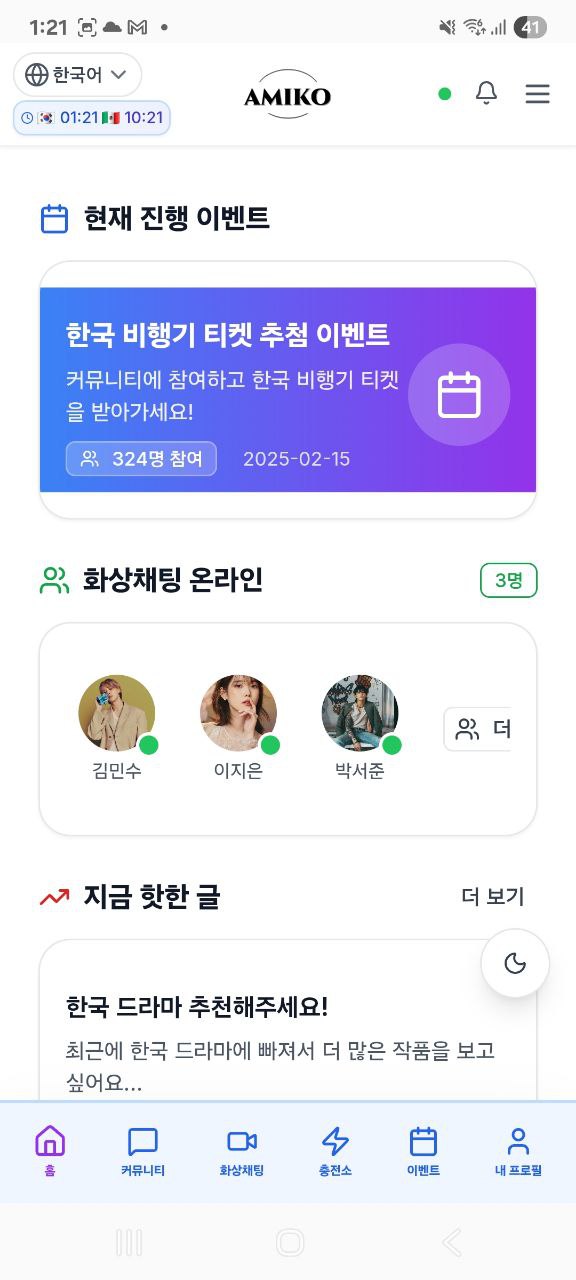 1:21
41
한국어
01:21 10:21
AMIKO
현재 진행 이벤트
한국 비행기 티켓 추첨 이벤트
커뮤니티에 참여하고 한국 비행기 티켓
을 받아가세요!
324명 참여 2025-02-15
화상채팅 온라인 3명
더
김민수 이지은 박서준
지금 핫한 글 더 보기
한국 드라마 추천해주세요!
최근에 한국 드라마에 빠져서 더 많은 작품을 보고
싶어요...
홈 커뮤니티 화상채팅 충전소 이벤트 내 프로필